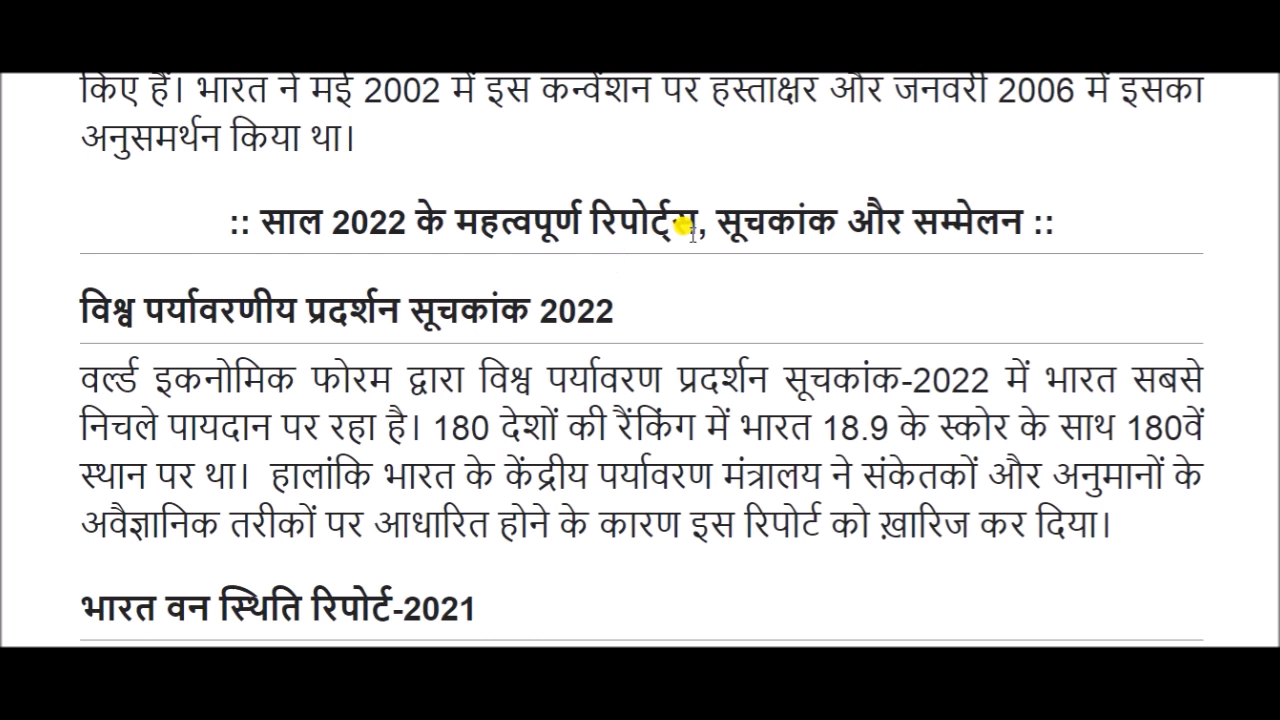 किए हैं। भारत ने मई 2002 में इस कन्वेंशन पर हस्ताक्षर और जनवरी 2006 में इसका
अनुसमर्थन किया था।
:: साल 2022 के महत्वपूर्ण रिपोर्ट्स, सूचकांक और सम्मेलन ::
विश्व पर्यावरणीय प्रदर्शन सूचकांक 2022
वर्ल्ड इकनोमिक फोरम द्वारा विश्व पर्यावरण प्रदर्शन सूचकांक-2022 में भारत सबसे
निचले पायदान पर रहा है। 180 देशों की रैंकिंग में भारत 18.9 के स्कोर के साथ 180वें
स्थान पर था। हालांकि भारत के केंद्रीय पर्यावरण मंत्रालय ने संकेतकों और अनुमानों के
अवैज्ञानिक तरीकों पर आधारित होने के कारण इस रिपोर्ट को ख़ारिज कर दिया।
भारत वन स्थिति रिपोर्ट-2021